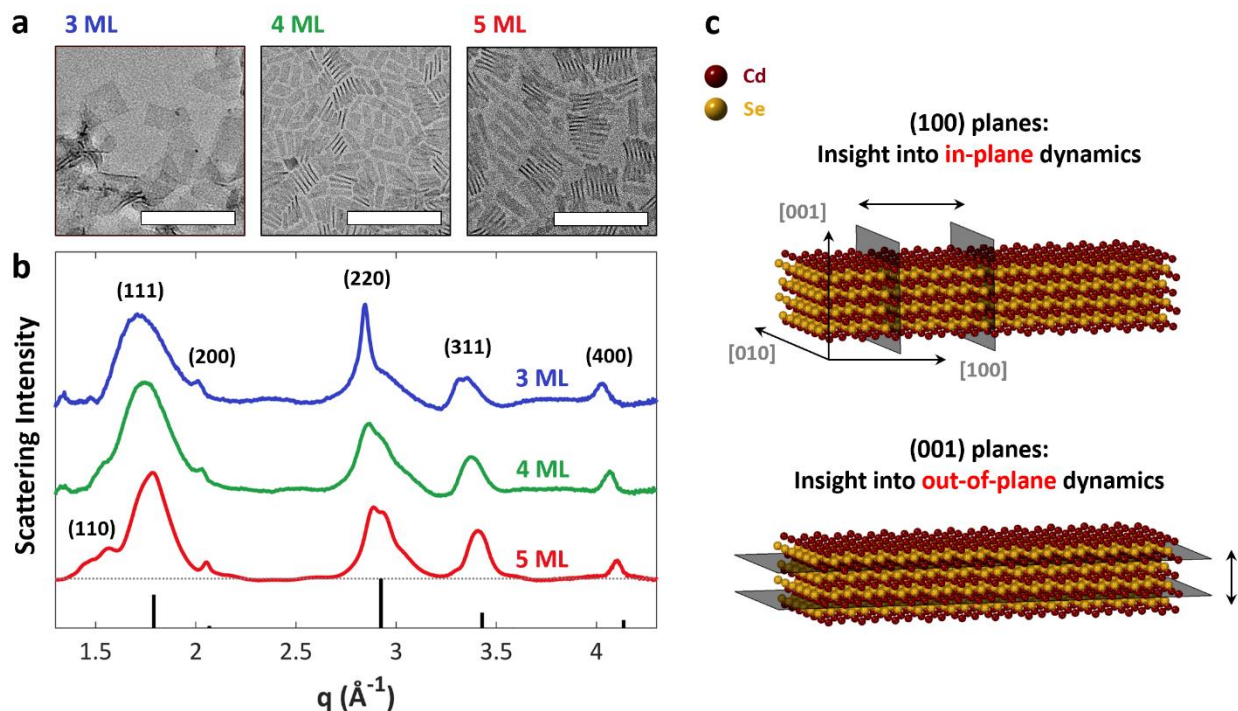 a
3 ML
4 ML
5 ML
b
Scattering Intensity
(111)
(200)
(220)
(311)
(400)
3 ML
4 ML
(110)
5 ML
1.5
2
2.5
3
3.5
4
q (Å⁻¹)
c
Cd
Se
(100) planes:
Insight into in-plane dynamics
[001]
[010]
[100]
(001) planes:
Insight into out-of-plane dynamics